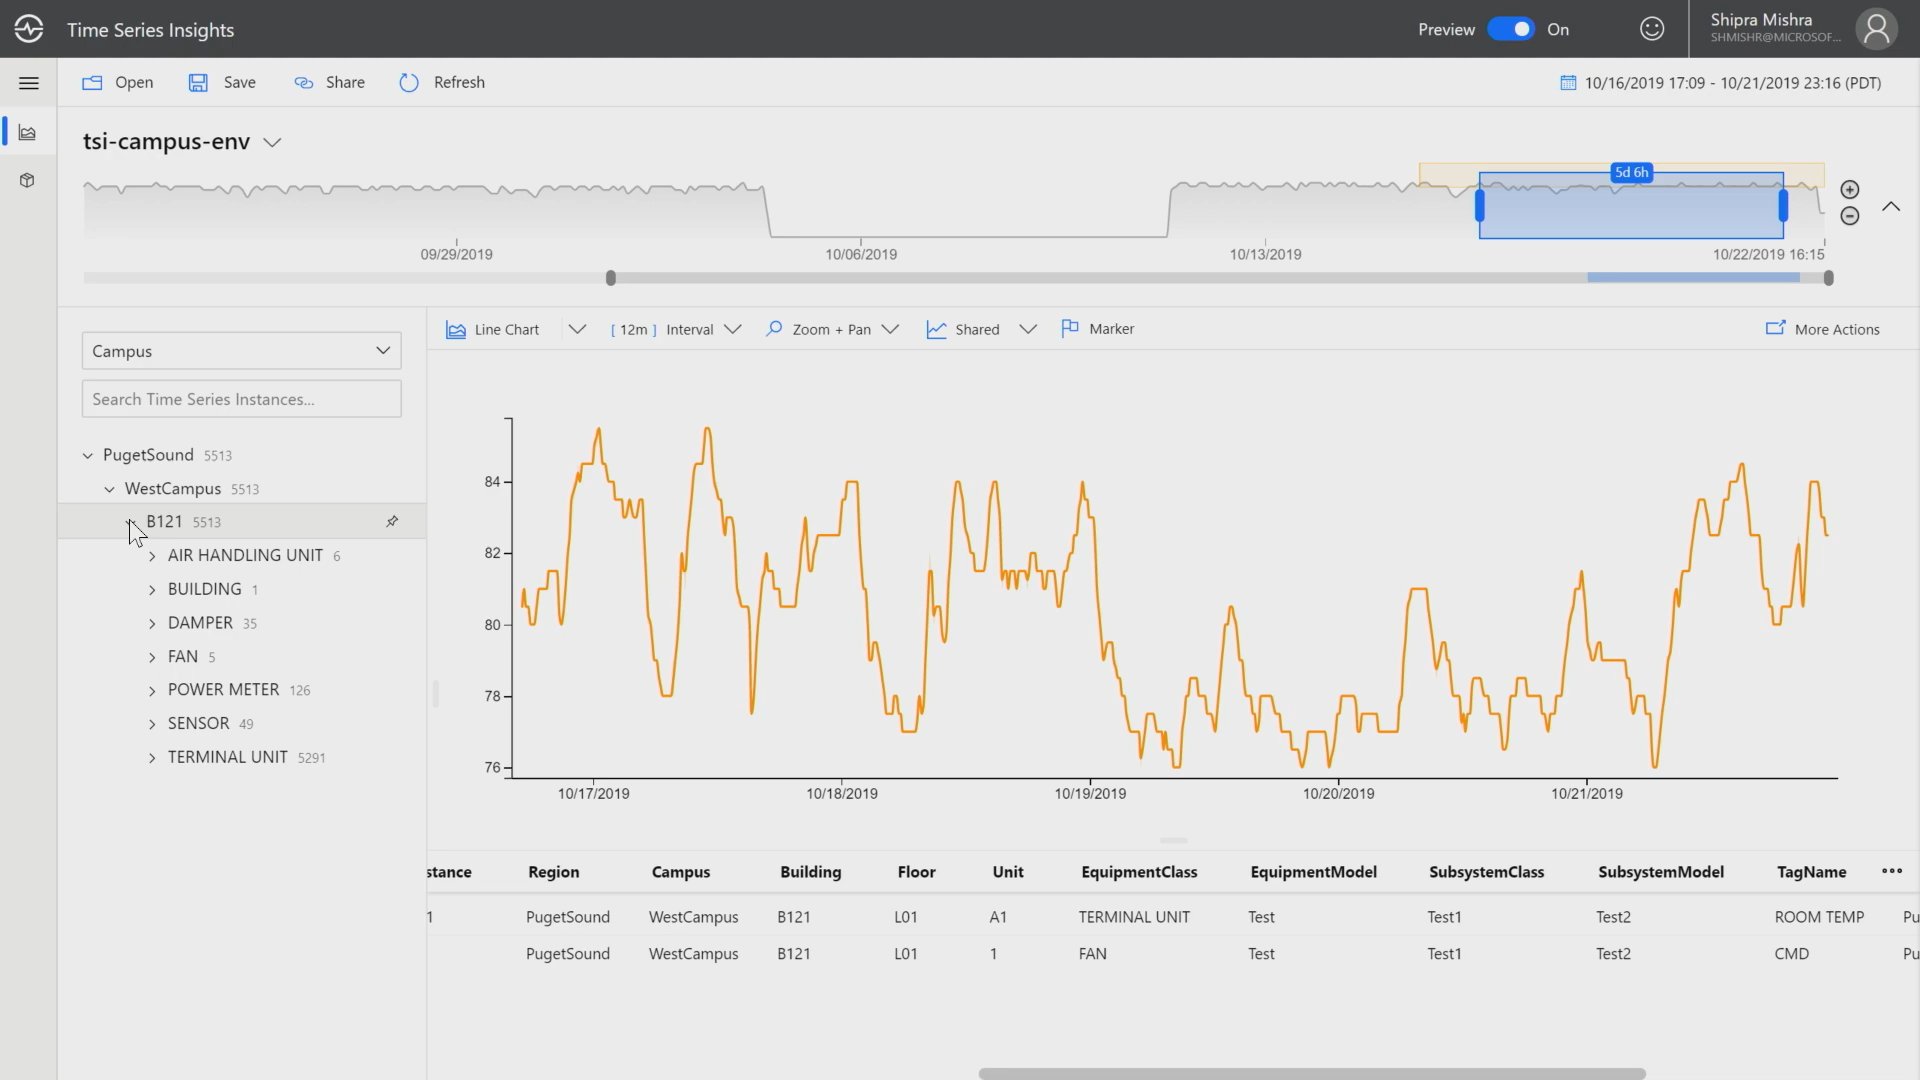 Time Series Insights
Preview On
Shipra Mishra
SHMISHR@MICROSOF...
Open Save Share Refresh
10/16/2019 17:09 - 10/21/2019 23:16 (PDT)
tsi-campus-env
5d 6h
09/29/2019 10/06/2019 10/13/2019 10/22/2019 16:15
Campus
Search Time Series Instances...
PugetSound 5513
WestCampus 5513
B121 5513
AIR HANDLING UNIT 6
BUILDING 1
DAMPER 35
FAN 5
POWER METER 126
SENSOR 49
TERMINAL UNIT 5291
Line Chart [ 12m ] Interval Zoom + Pan Shared Marker More Actions
84
82
80
78
76
10/17/2019 10/18/2019 10/19/2019 10/20/2019 10/21/2019
stance Region Campus Building Floor Unit EquipmentClass EquipmentModel SubsystemClass SubsystemModel TagName
1 PugetSound WestCampus B121 L01 A1 TERMINAL UNIT Test Test1 Test2 ROOM TEMP Pu
PugetSound WestCampus B121 L01 1 FAN Test Test1 Test2 CMD Pu